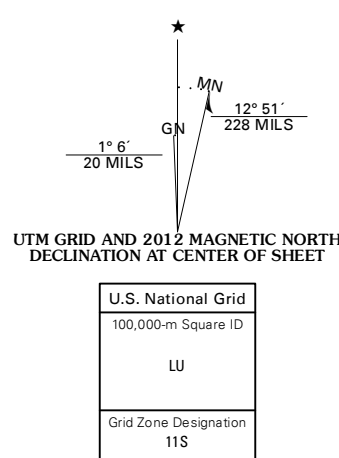 ★
MN
GN
12° 51´
228 MILS
1° 6´
20 MILS
UTM GRID AND 2012 MAGNETIC NORTH
DECLINATION AT CENTER OF SHEET
U.S. National Grid
100,000-m Square ID
LU
Grid Zone Designation
11S